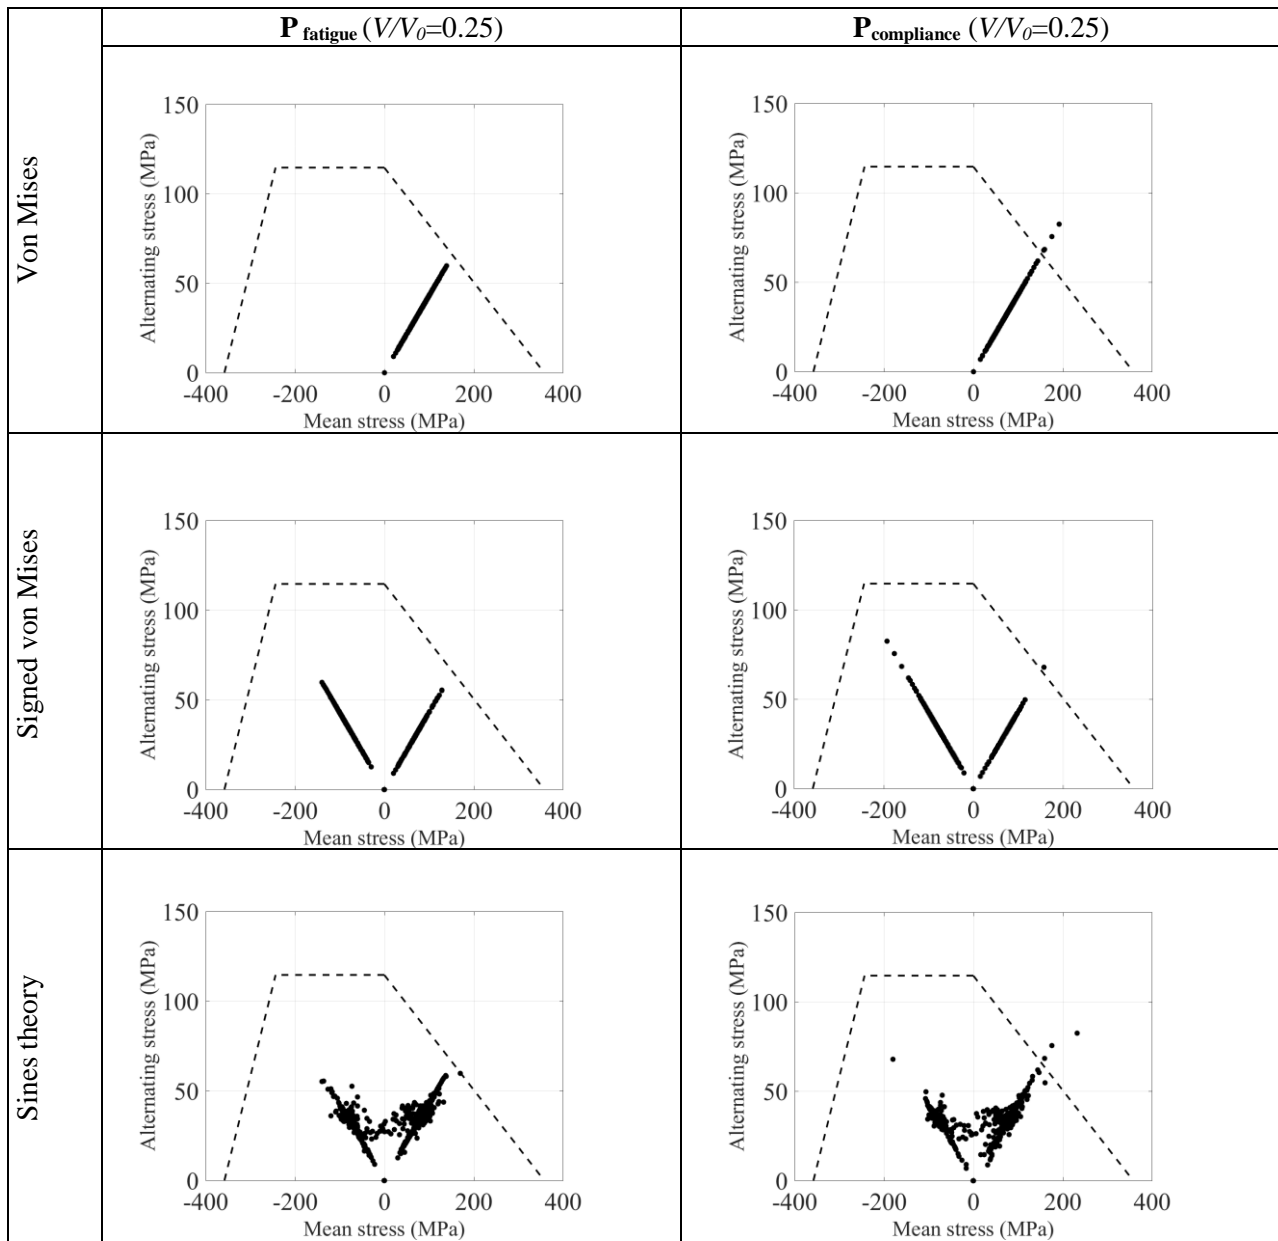 P fatigue (V/V0=0.25)
Pcompliance (V/V0=0.25)
Von Mises
150
100
50
0
-400 -200 0 200 400
Alternating stress (MPa)
Mean stress (MPa)
150
100
50
0
-400 -200 0 200 400
Alternating stress (MPa)
Mean stress (MPa)
Signed von Mises
150
100
50
0
-400 -200 0 200 400
Alternating stress (MPa)
Mean stress (MPa)
150
100
50
0
-400 -200 0 200 400
Alternating stress (MPa)
Mean stress (MPa)
Sines theory
150
100
50
0
-400 -200 0 200 400
Alternating stress (MPa)
Mean stress (MPa)
150
100
50
0
-400 -200 0 200 400
Alternating stress (MPa)
Mean stress (MPa)